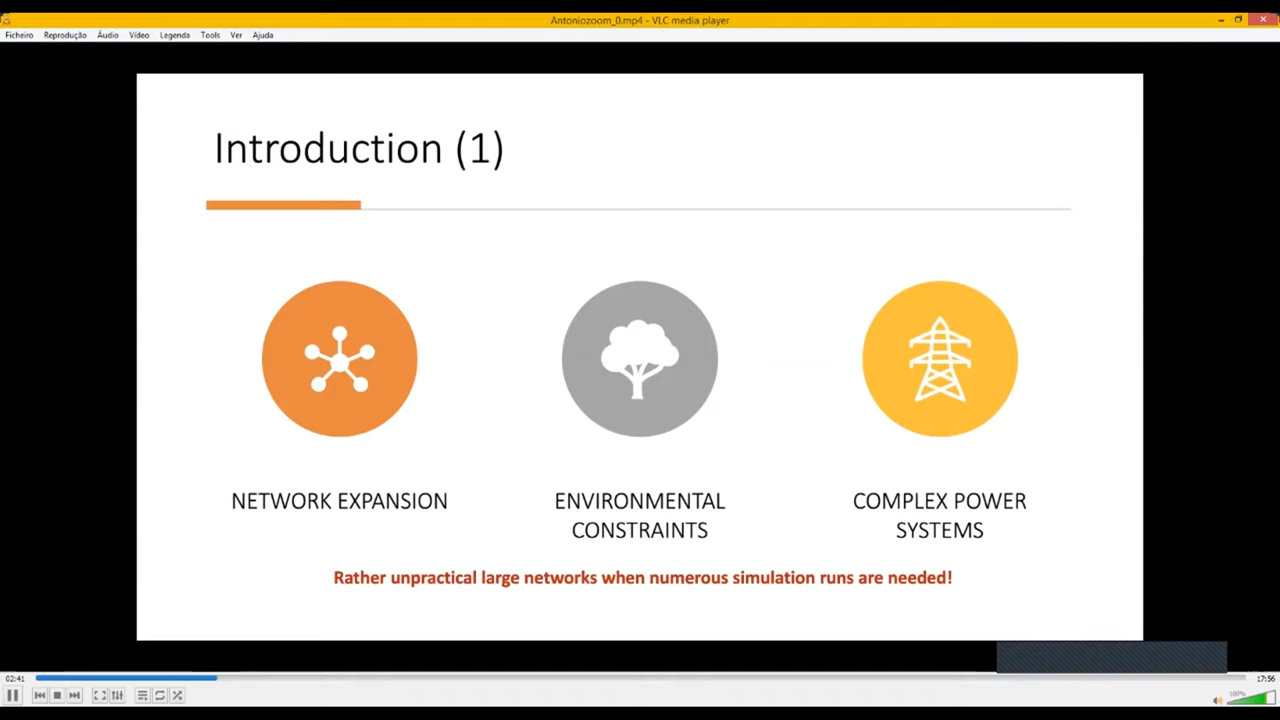 Antoniozoom_0.mp4 - VLC media player
Ficheiro Reprodução Áudio Vídeo Legenda Tools Ver Ajuda
Introduction (1)
NETWORK EXPANSION
ENVIRONMENTAL
CONSTRAINTS
COMPLEX POWER
SYSTEMS
Rather unpractical large networks when numerous simulation runs are needed!
02:41
17:56
100%